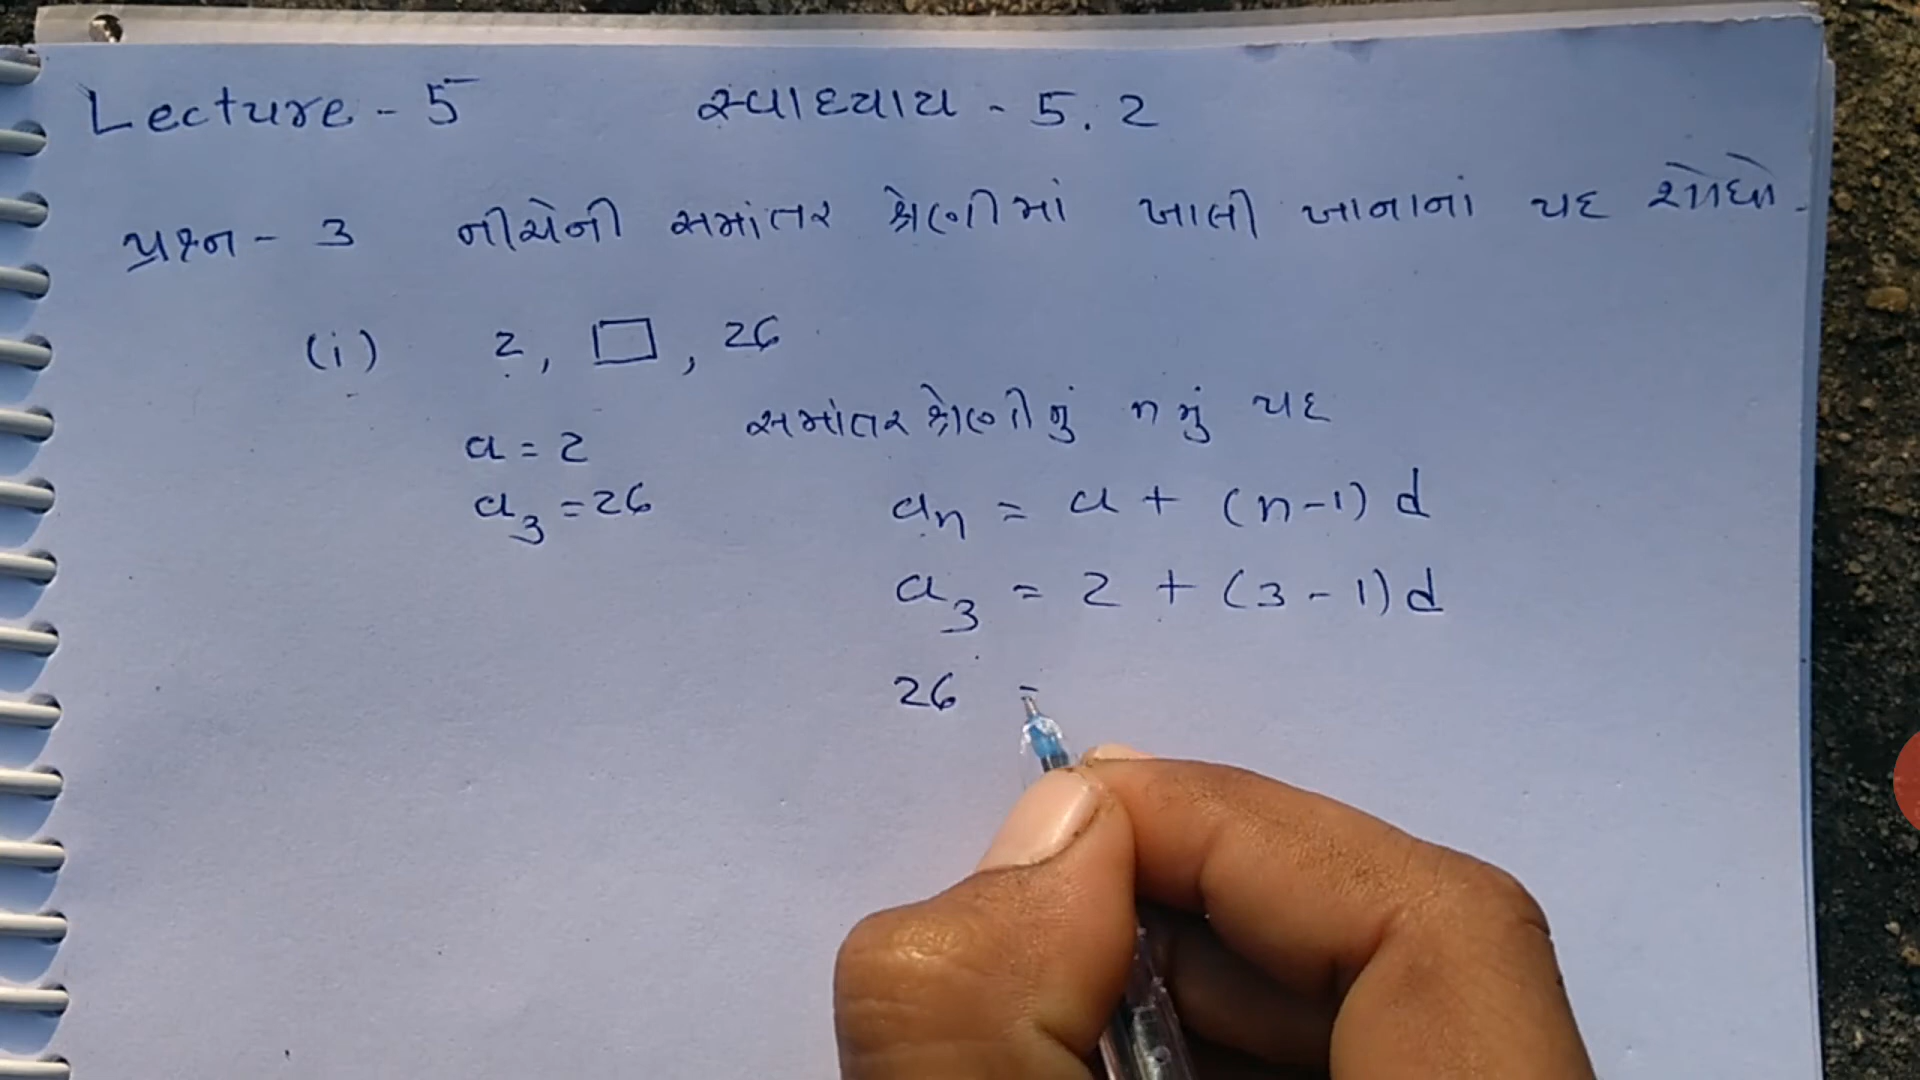 Lecture - 5 સ્વાધ્યાય - 5.2
પ્રશ્ન - 3 નીચેની સમાંતર શ્રેણીમાં ખાલી ખાનાનાં પદ શોધો.
(i) 2, □, 26
સમાંતર શ્રેણીનું n મું પદ
a = 2
a₃ = 26
aₙ = a + (n-1) d
a₃ = 2 + (3-1) d
26 =